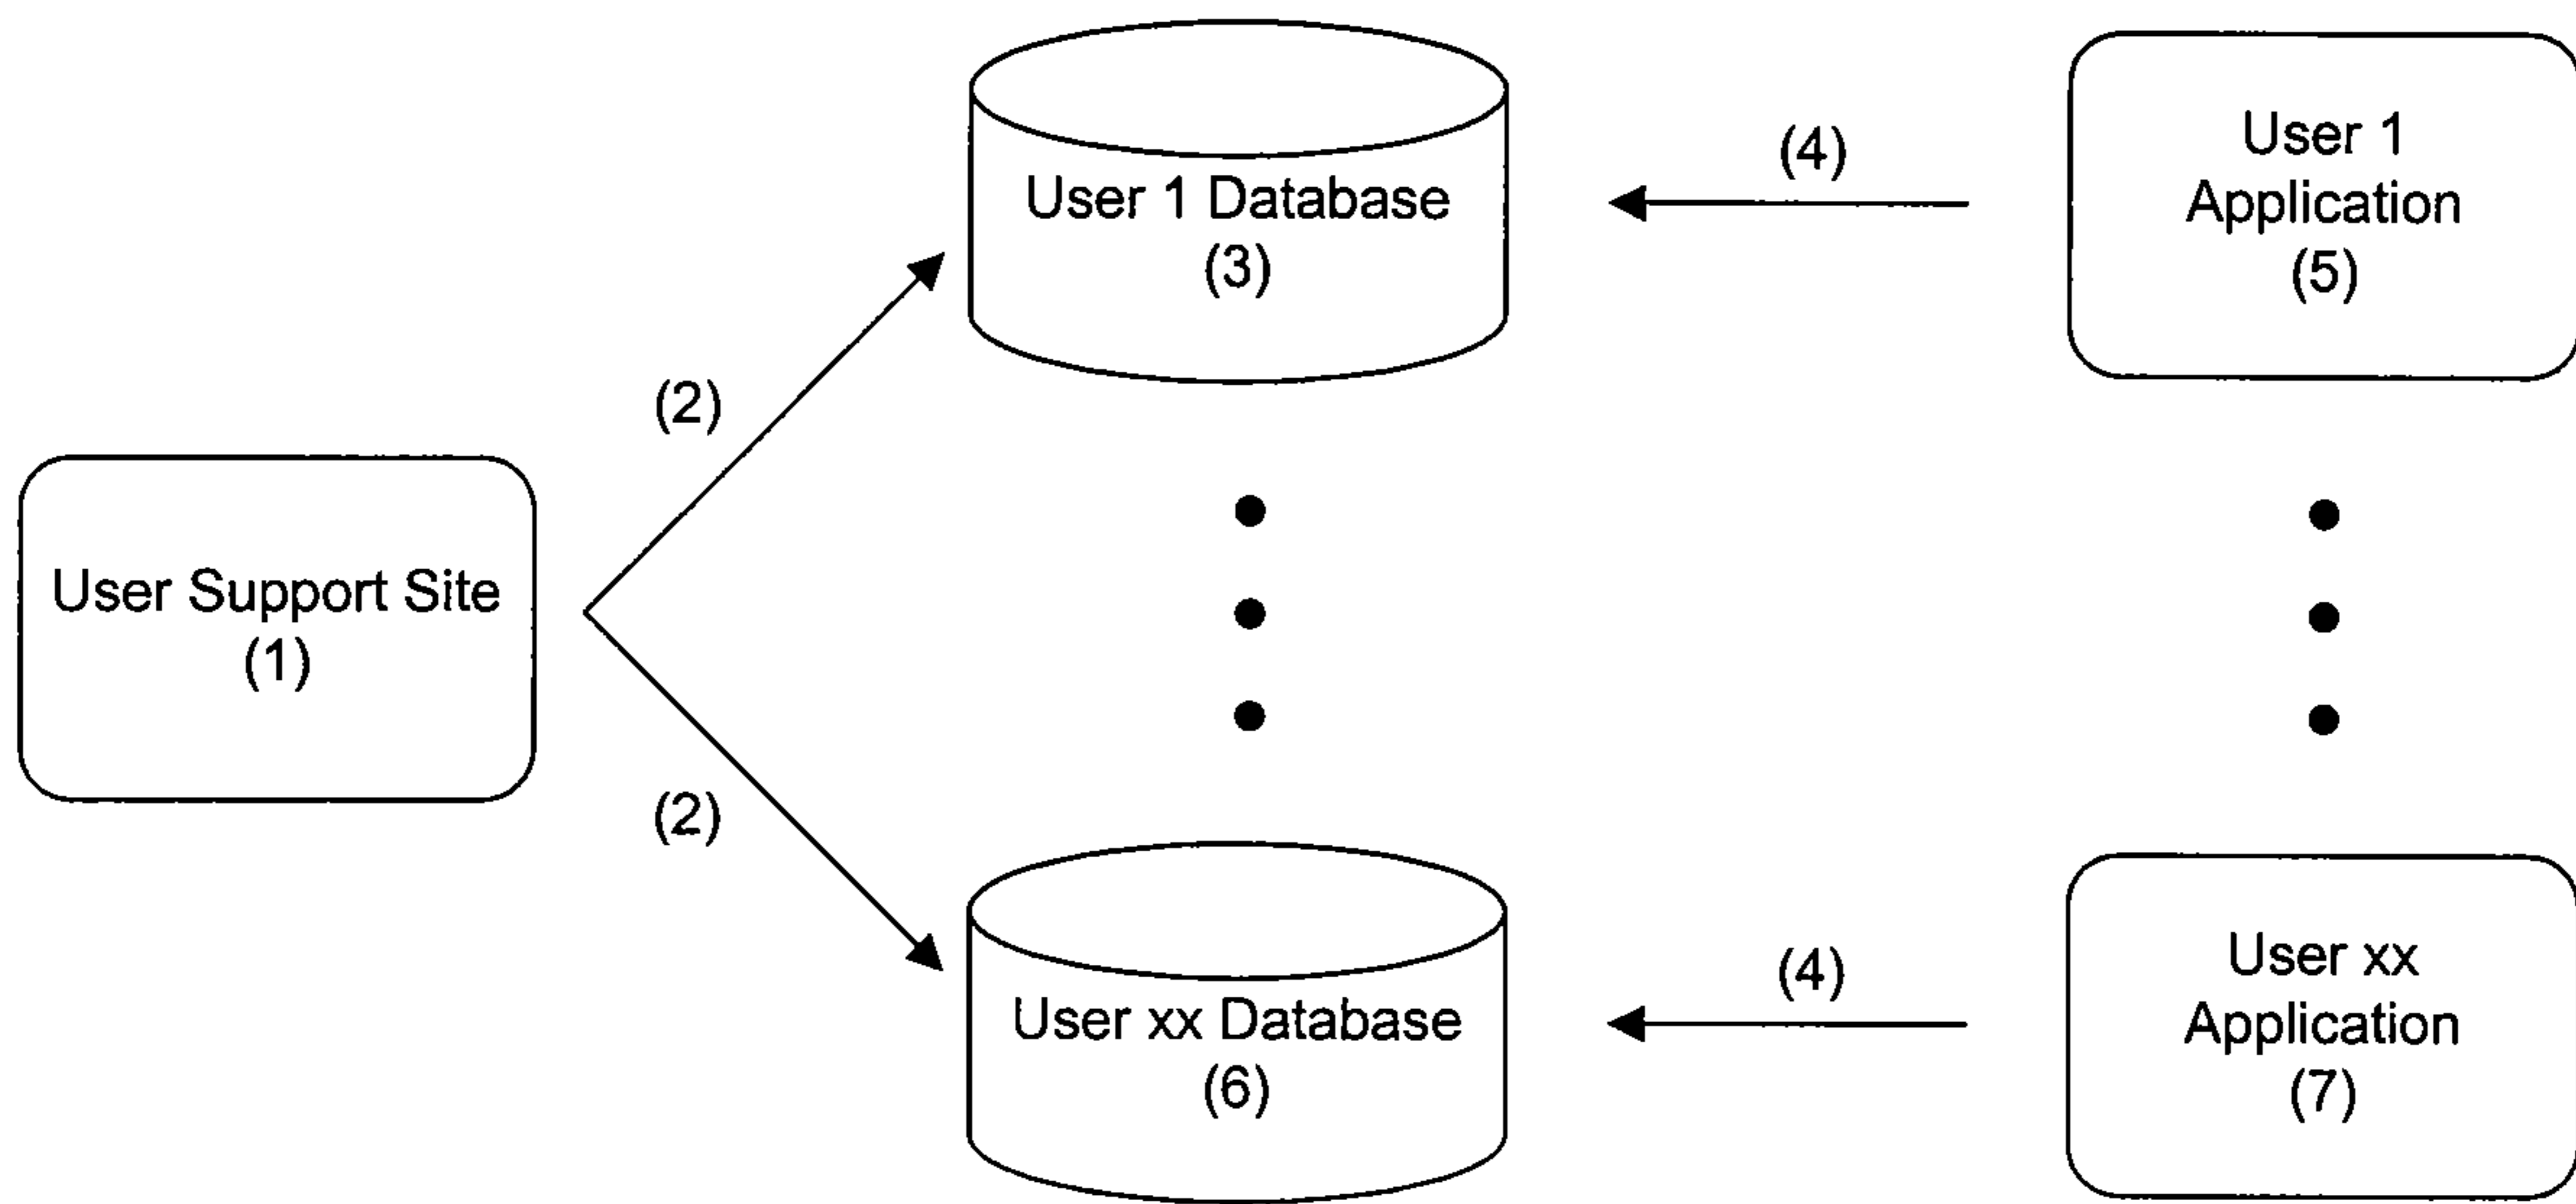 User 1 Database
(3)
(4)
User 1
Application
(5)
(2)
User Support Site
(1)
(2)
User xx Database
(6)
(4)
User xx
Application
(7)